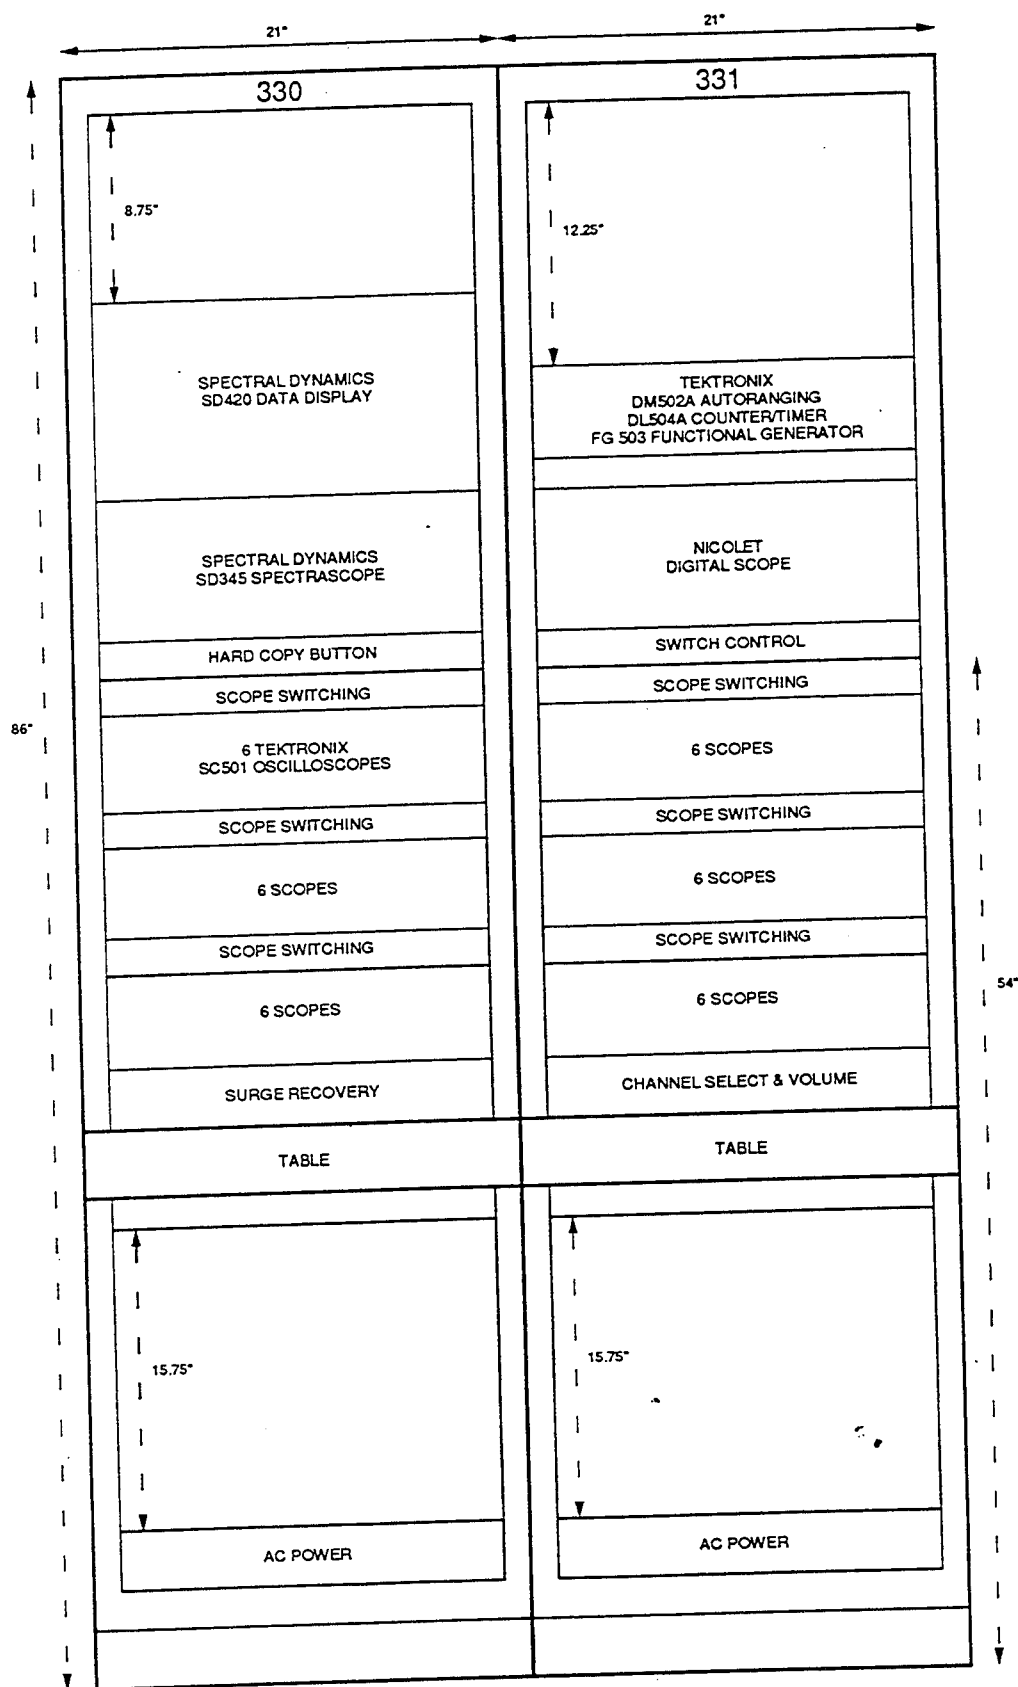 21"
21"
330
331
8.75"
12.25"
SPECTRAL DYNAMICS
SD420 DATA DISPLAY
TEKTRONIX
DM502A AUTORANGING
DL504A COUNTER/TIMER
FG 503 FUNCTIONAL GENERATOR
SPECTRAL DYNAMICS
SD345 SPECTRASCOPE
NICOLET
DIGITAL SCOPE
HARD COPY BUTTON
SWITCH CONTROL
SCOPE SWITCHING
SCOPE SWITCHING
86"
6 TEKTRONIX
SC501 OSCILLOSCOPES
6 SCOPES
SCOPE SWITCHING
SCOPE SWITCHING
6 SCOPES
6 SCOPES
SCOPE SWITCHING
SCOPE SWITCHING
6 SCOPES
6 SCOPES
54"
SURGE RECOVERY
CHANNEL SELECT & VOLUME
TABLE
TABLE
15.75"
15.75"
AC POWER
AC POWER